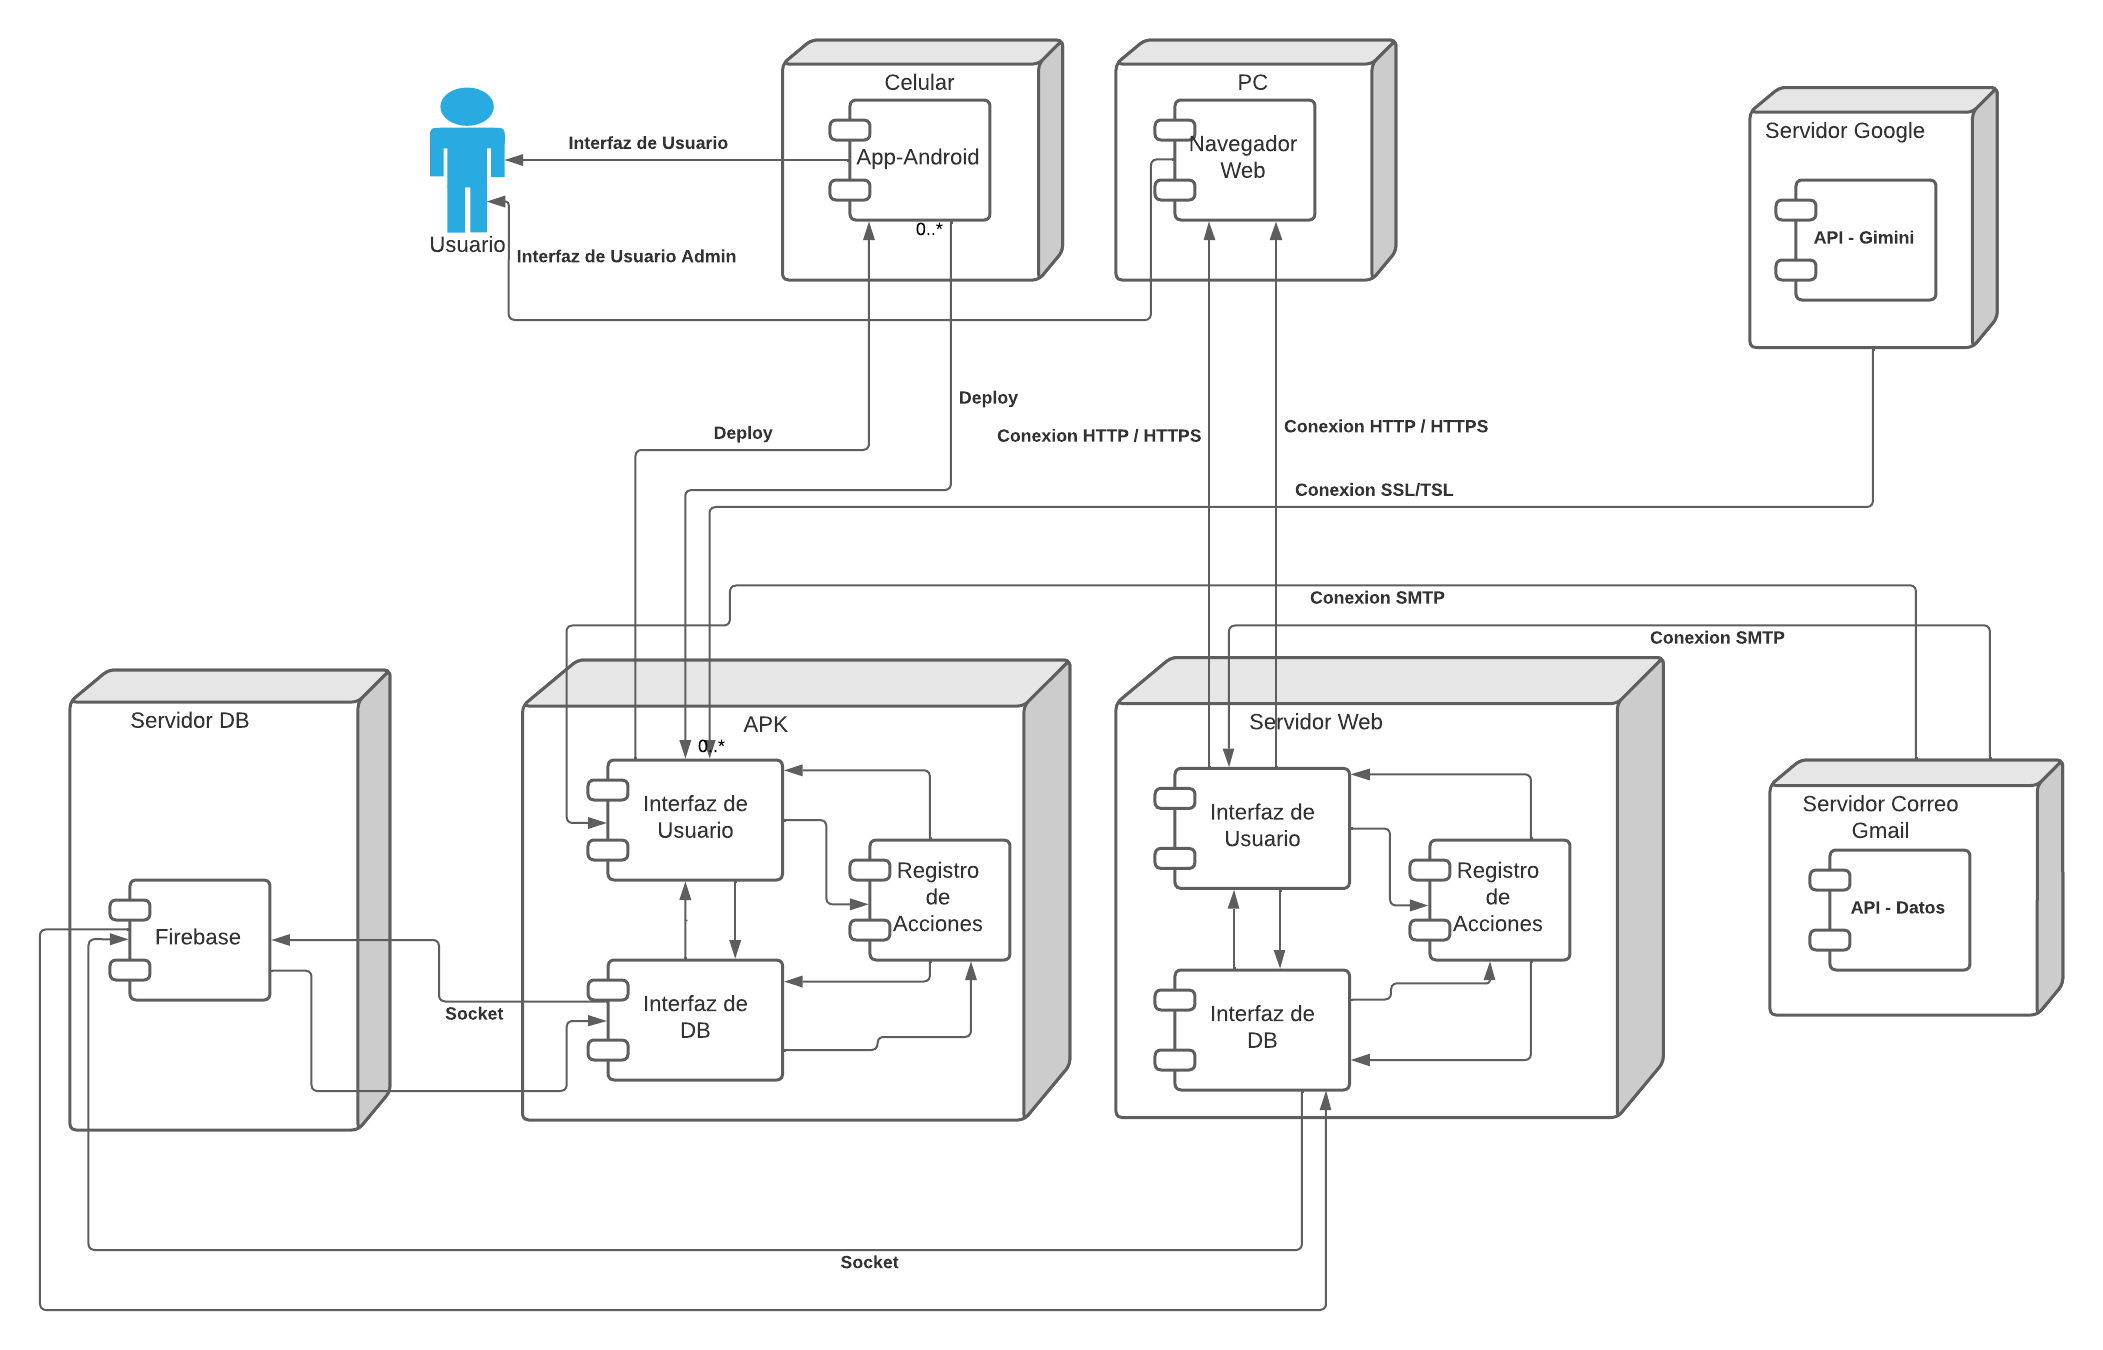 Celular
PC
Servidor Google
Interfaz de Usuario
App-Android
Navegador
Web
Usuario
0..*
Interfaz de Usuario Admin
API - Gimini
Deploy
Deploy
Conexion HTTP / HTTPS
Conexion HTTP / HTTPS
Conexion SSL/TSL
Conexion SMTP
Conexion SMTP
Servidor DB
APK
Servidor Web
0..*
Interfaz de
Usuario
Registro
de
Acciones
Interfaz de
Usuario
Registro
de
Acciones
Servidor Correo
Gmail
API - Datos
Firebase
Socket
Interfaz de
DB
Interfaz de
DB
Socket